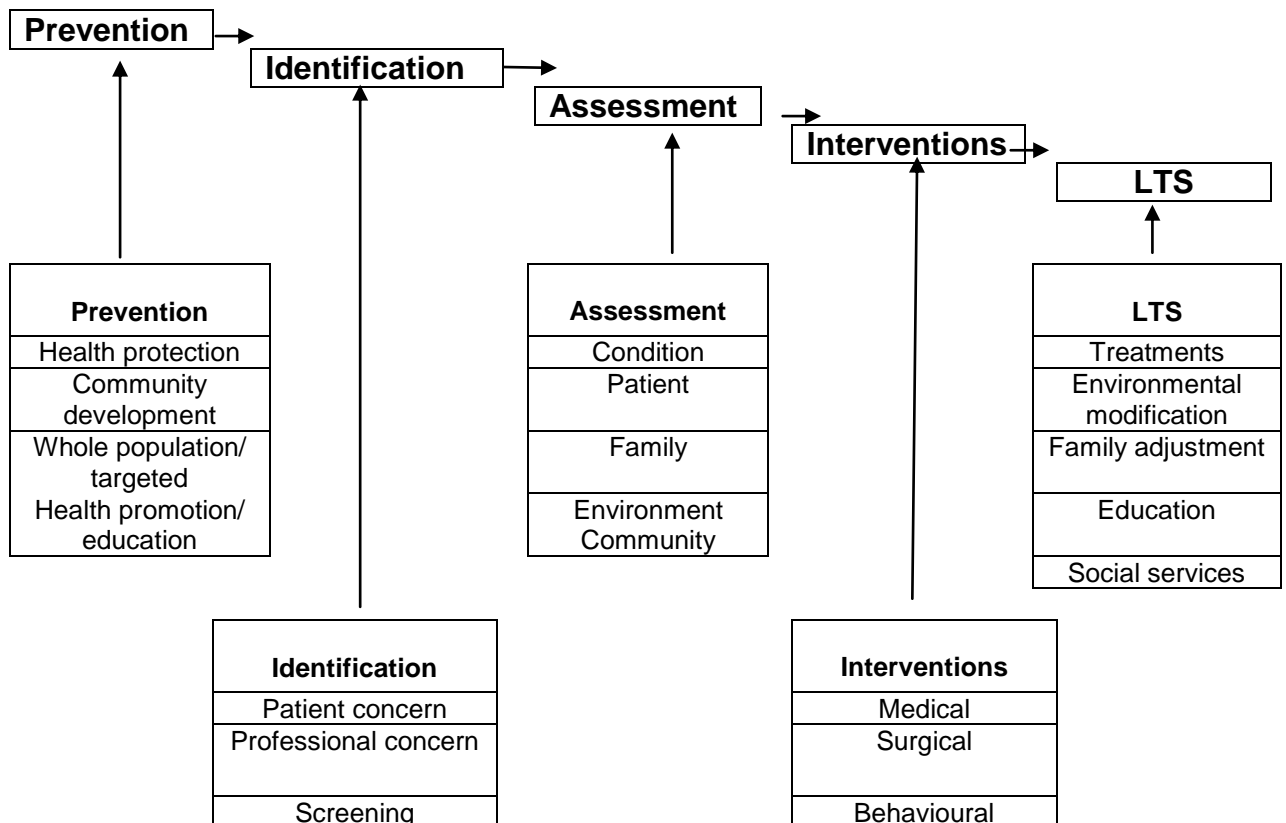 Prevention
Identification
Assessment
Interventions
LTS
Prevention
Health protection
Community
development
Whole population/
targeted
Health promotion/
education
Assessment
Condition
Patient
Family
Environment
Community
LTS
Treatments
Environmental
modification
Family adjustment
Education
Social services
Identification
Patient concern
Professional concern
Screening
Interventions
Medical
Surgical
Behavioural